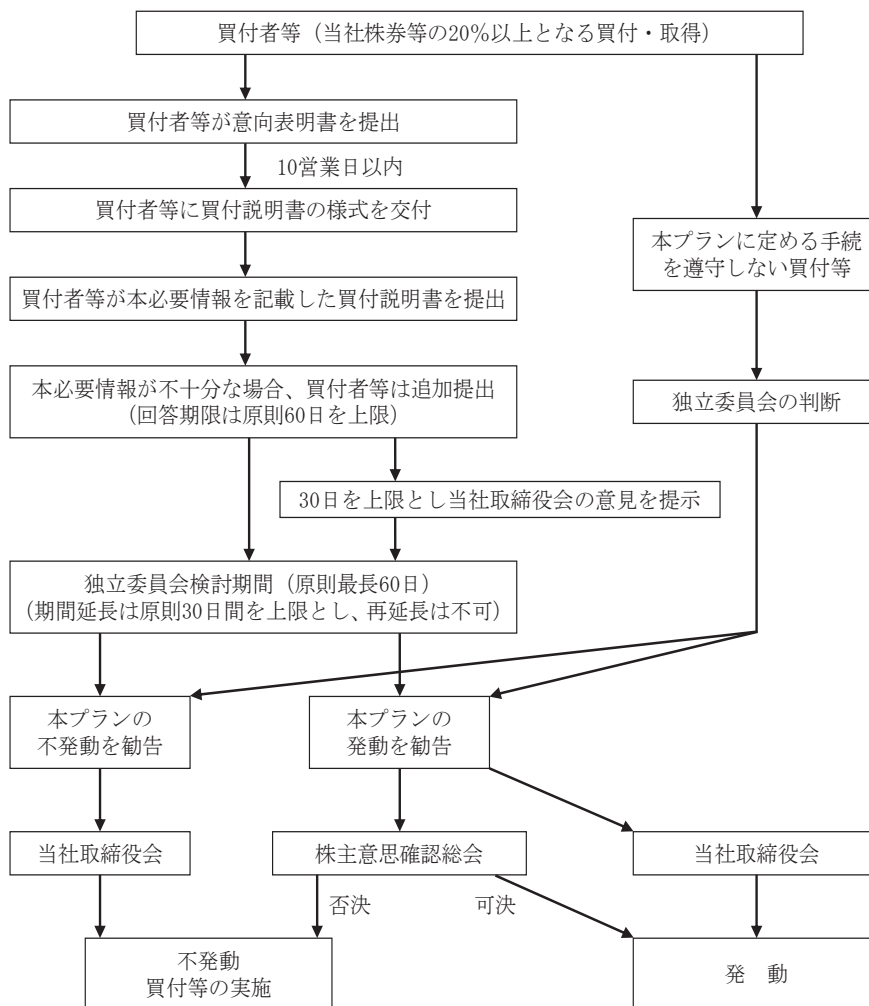 買付者等（当社株券等の20％以上となる買付・取得）
買付者等が意向表明書を提出
10営業日以内
買付者等に買付説明書の様式を交付
本プランに定める手続
を遵守しない買付等
買付者等が本必要情報を記載した買付説明書を提出
本必要情報が不十分な場合、買付者等は追加提出
（回答期限は原則60日を上限）
独立委員会の判断
30日を上限とし当社取締役会の意見を提示
独立委員会検討期間（原則最長60日）
（期間延長は原則30日間を上限とし、再延長は不可）
本プランの
不発動を勧告
本プランの
発動を勧告
当社取締役会
株主意思確認総会
当社取締役会
否決
可決
不発動
買付等の実施
発　動